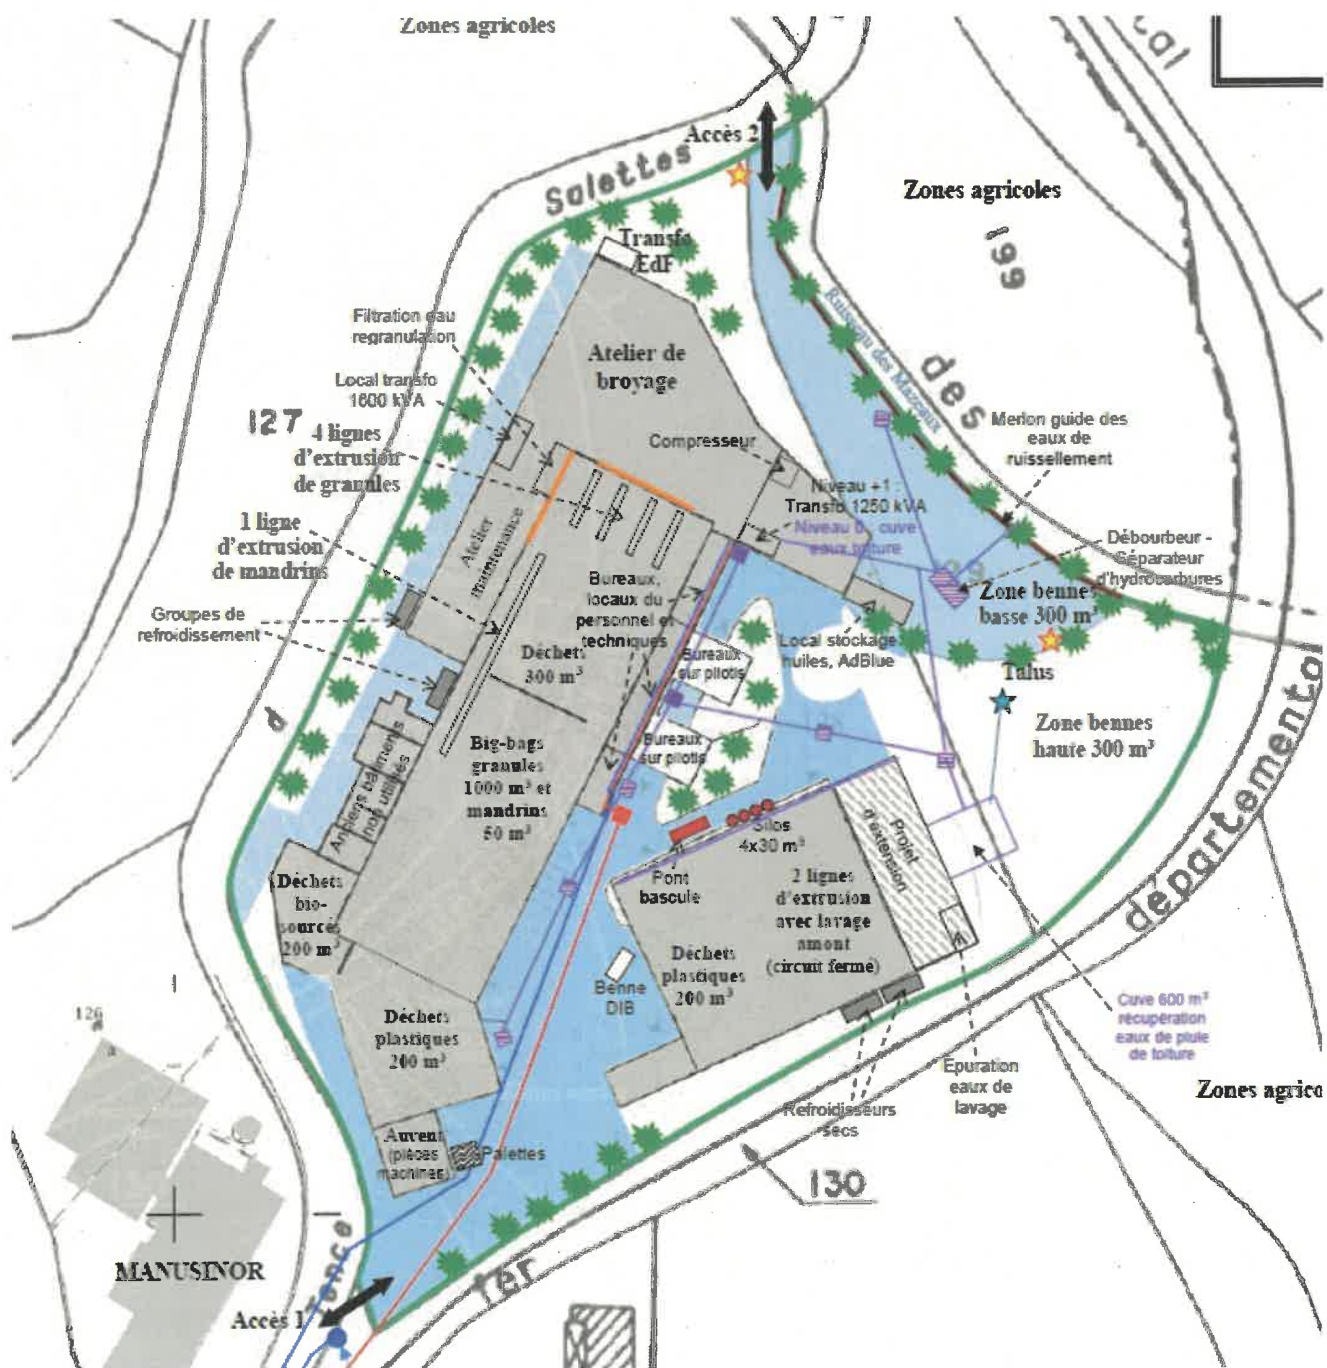 Zones agricoles
cal
Accès 2
Salettes
Zones agricoles
199
Transfo
EdF
Filtration eau
regranulation
Ruisseau des Mazeaux
des
Atelier de
broyage
Local transfo
1600 kVA
127
4 lignes
d'extrusion
de granules
Compresseur
Merlon guide des
eaux de
ruissellement
Niveau +1 :
Transfo 1250 kVA
Niveau 0 : cuve
eaux toiture
1 ligne
d'extrusion
de mandrins
Atelier
maintenance
Débourbeur -
Séparateur
d'hydrocarbures
Bureaux,
locaux du
personnel et
techniques
Zone bennes
basse 300 m³
Groupes de
refroidissement
Déchets
300 m³
Bureaux
sur pilotis
Local stockage
huiles, AdBlue
Talus
d
Zone bennes
haute 300 m³
Bureaux
sur pilotis
Big-bags
granules
1000 m³ et
mandrins
50 m³
Anciens bâtiments
non utilisés
Silos
4x30 m³
Projet
d'extension
Pont
bascule
départemental
Déchets
bio-
sourcés
200 m³
2 lignes
d'extrusion
avec lavage
amont
(circuit fermé)
Déchets
plastiques
200 m³
Benne
DIB
Déchets
plastiques
200 m³
Cuve 600 m³
récupération
eaux de pluie
de toiture
126
Epuration
eaux de
lavage
Zones agrico
Refroidisseurs
secs
Auvent
(pièces
machines)
Palettes
130
MANUSINOR
Tence
ter
Accès 1